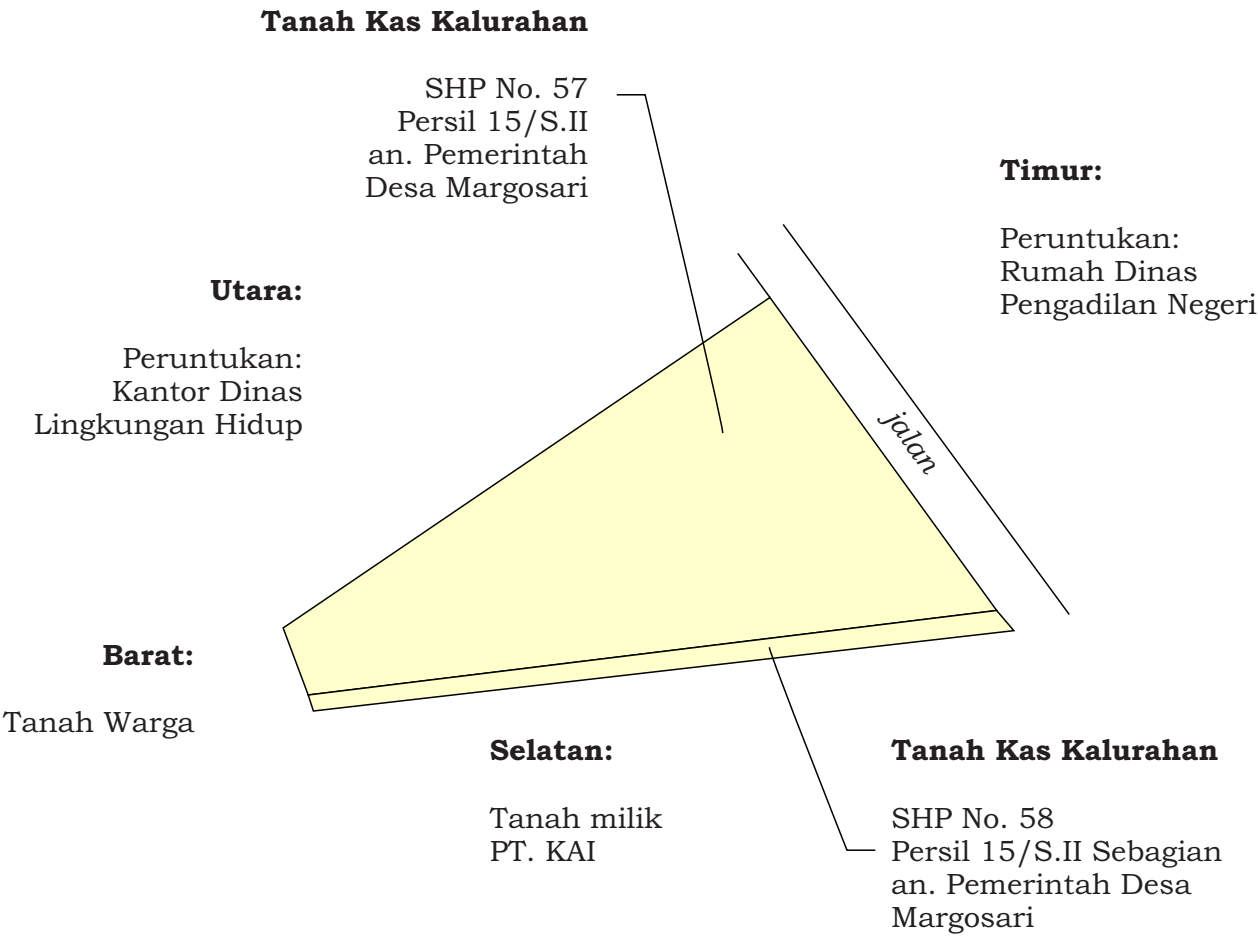 Tanah Kas Kalurahan
SHP No. 57
Persil 15/S.II
an. Pemerintah
Desa Margosari
Timur:
Peruntukan:
Rumah Dinas
Pengadilan Negeri
Utara:
Peruntukan:
Kantor Dinas
Lingkungan Hidup
jalan
Barat:
Tanah Warga
Selatan:
Tanah milik
PT. KAI
Tanah Kas Kalurahan
SHP No. 58
Persil 15/S.II Sebagian
an. Pemerintah Desa
Margosari